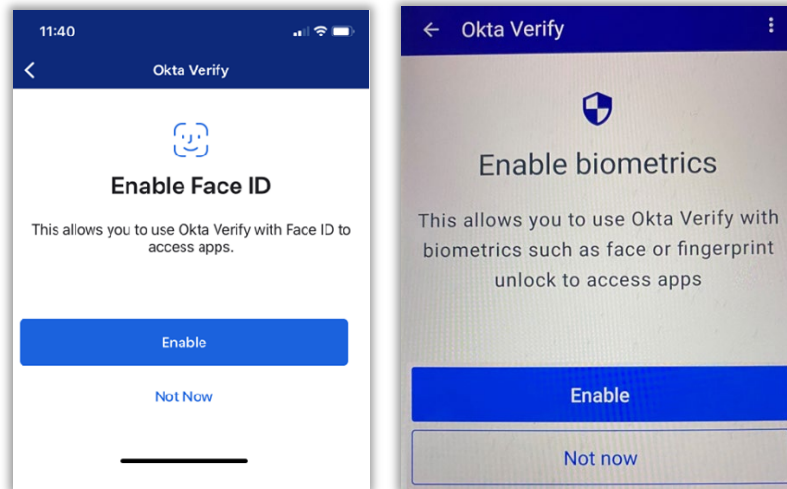 11:40
Okta Verify
Enable Face ID
This allows you to use Okta Verify with Face ID to
access apps.
Enable
Not Now
Okta Verify
Enable biometrics
This allows you to use Okta Verify with
biometrics such as face or fingerprint
unlock to access apps
Enable
Not now